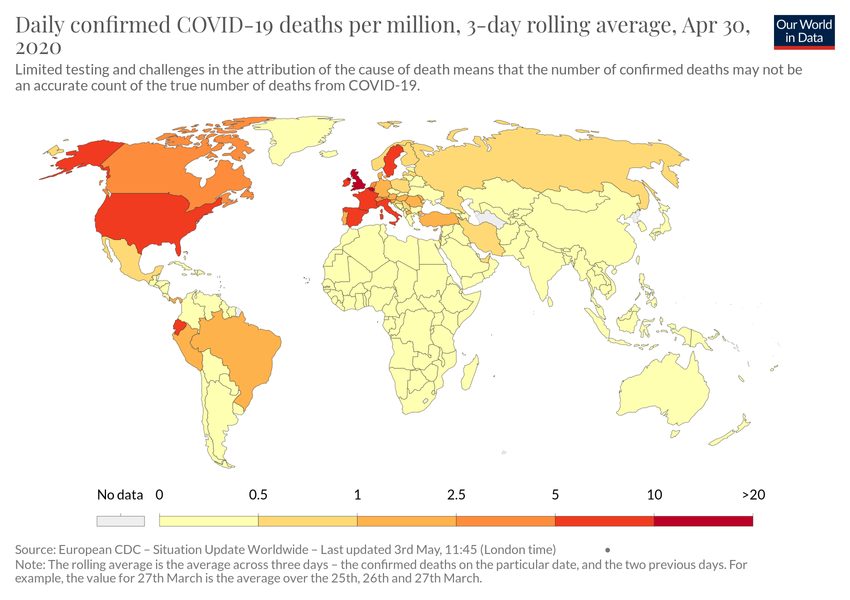 Daily confirmed COVID-19 deaths per million, 3-day rolling average, Apr 30,
2020
Our World
in Data
Limited testing and challenges in the attribution of the cause of death means that the number of confirmed deaths may not be
an accurate count of the true number of deaths from COVID-19.
No data 0 0.5 1 2.5 5 10 >20
Source: European CDC – Situation Update Worldwide – Last updated 3rd May, 11:45 (London time)
Note: The rolling average is the average across three days – the confirmed deaths on the particular date, and the two previous days. For
example, the value for 27th March is the average over the 25th, 26th and 27th March.